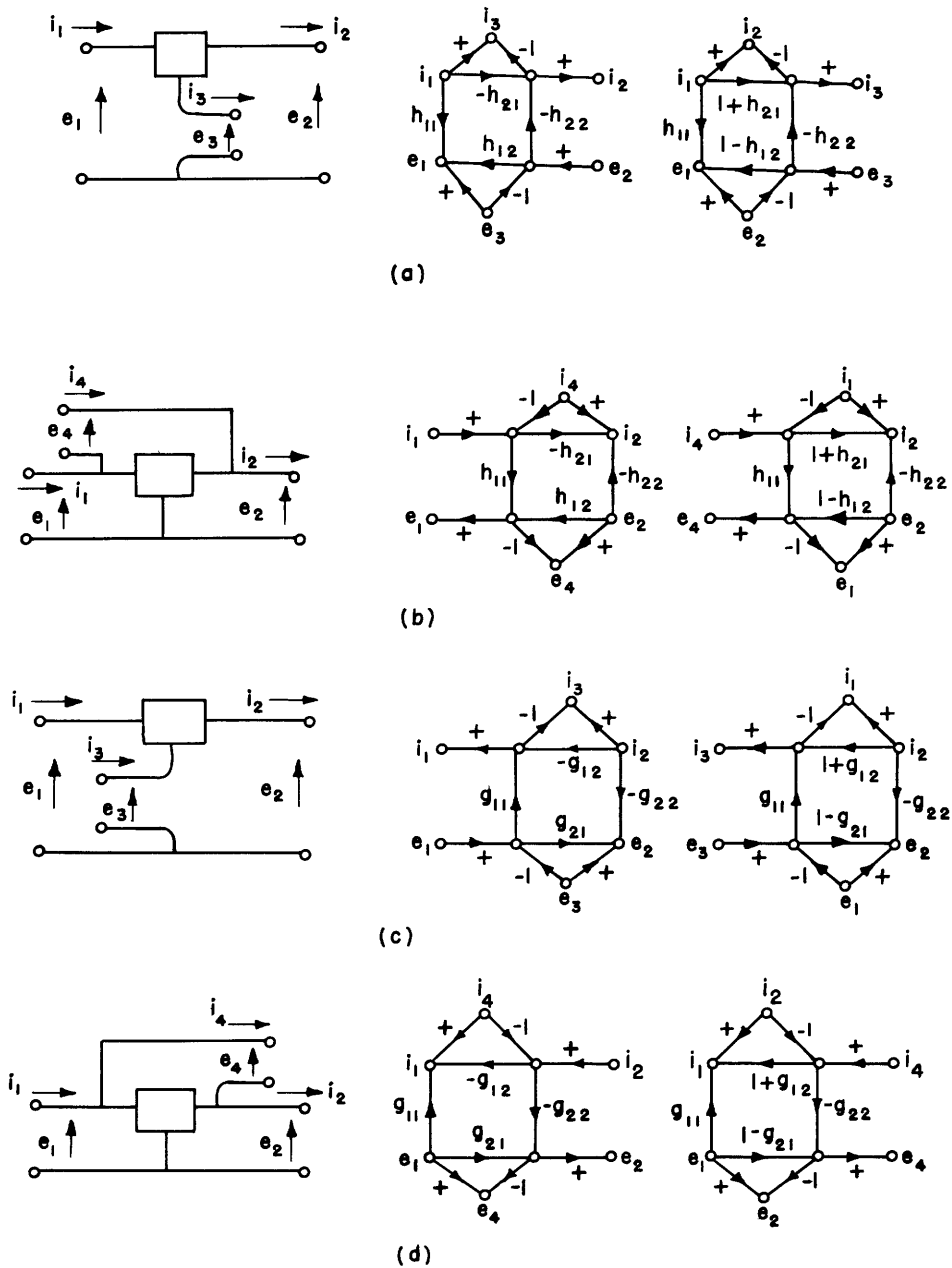 i₁ i₂
i₃
e₁ e₃ e₂
i₃
+ -1
i₁ + i₂
-h₂₁
h₁₁ -h₂₂
e₁ h₁₂ + e₂
+ -1
e₃
i₂
+ -1
i₁ + i₃
1+h₂₁
h₁₁ -h₂₂
e₁ 1-h₁₂ + e₃
+ -1
e₂
(a)
i₄
e₄
i₁ i₂
e₁ e₂
i₄
-1 +
i₁ + i₂
-h₂₁
h₁₁ -h₂₂
h₁₂
e₁ + e₂
-1 +
e₄
i₁
-1 +
i₄ + i₂
1+h₂₁
h₁₁ -h₂₂
1-h₁₂
e₄ + e₂
-1 +
e₁
(b)
i₁ i₂
i₃
e₁ e₃ e₂
i₃
-1 +
i₁ + i₂
-g₁₂
g₁₁ -g₂₂
g₂₁
e₁ + e₂
-1 +
e₃
i₁
-1 +
i₃ + i₂
1+g₁₂
g₁₁ -g₂₂
1-g₂₁
e₃ + e₂
-1 +
e₁
(c)
i₄
e₄
i₁ i₂
e₁ e₂
i₄
+ -1
i₁ + i₂
-g₁₂
g₁₁ -g₂₂
g₂₁
e₁ + e₂
+ -1
e₄
i₂
+ -1
i₁ + i₄
1+g₁₂
g₁₁ -g₂₂
1-g₂₁
e₁ + e₄
+ -1
e₂
(d)